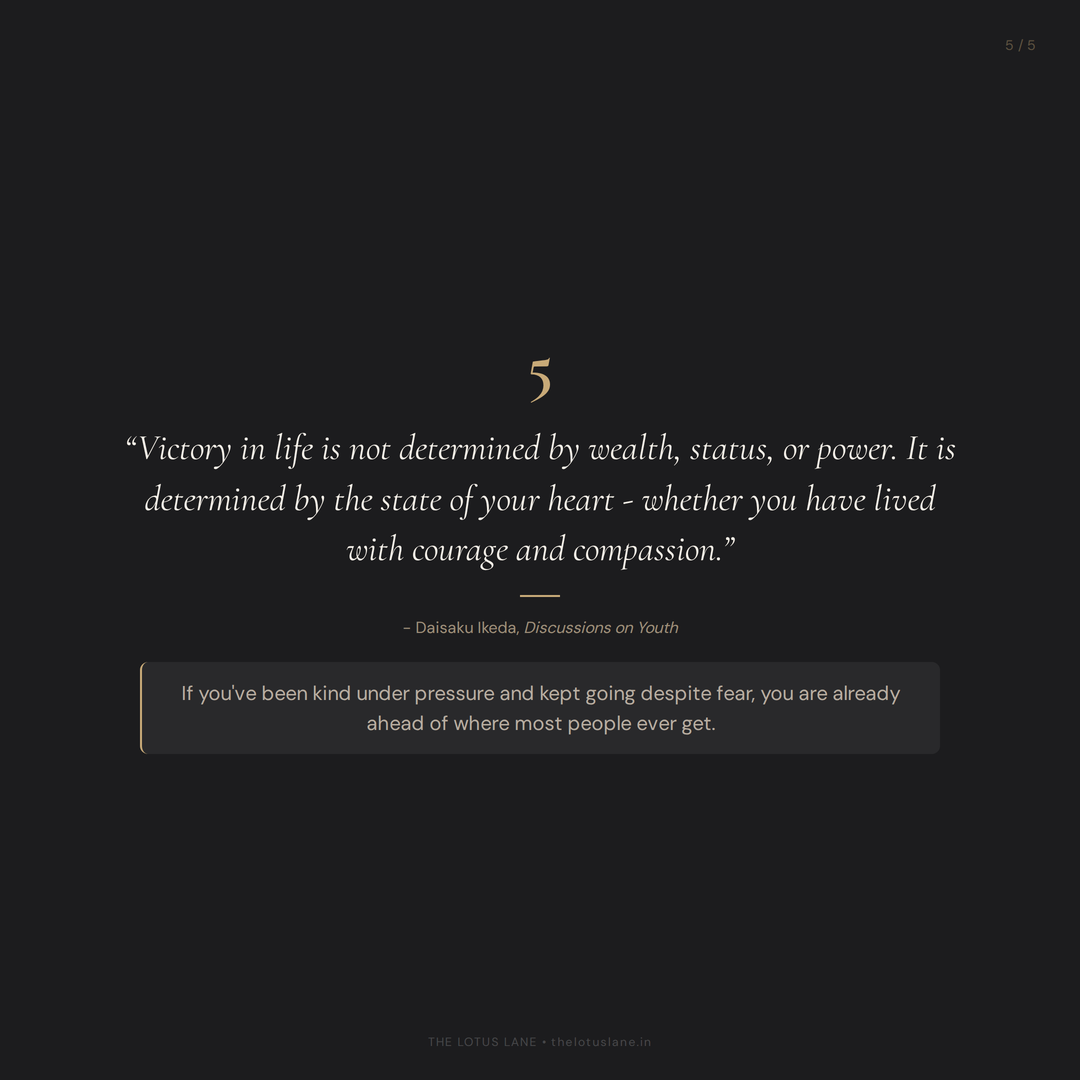 5 / 5
5
“Victory in life is not determined by wealth, status, or power. It is
determined by the state of your heart - whether you have lived
with courage and compassion.”
– Daisaku Ikeda, Discussions on Youth
If you've been kind under pressure and kept going despite fear, you are already
ahead of where most people ever get.
THE LOTUS LANE • thelotuslane.in